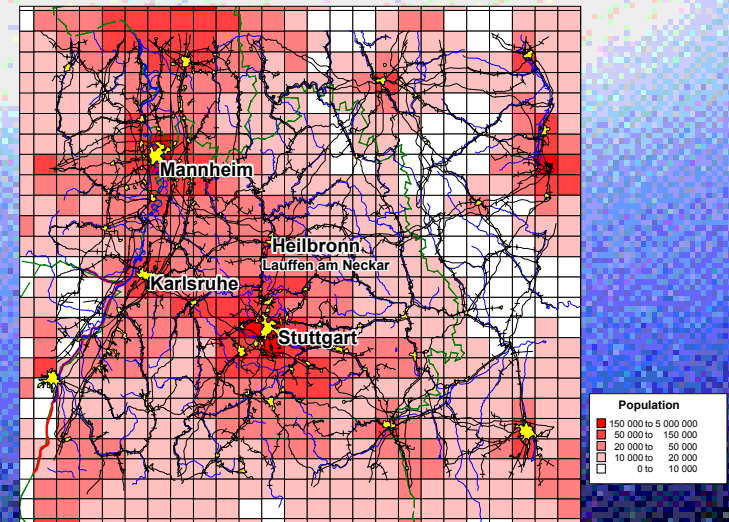 Mannheim
Heilbronn
Lauffen am Neckar
Karlsruhe
Stuttgart
Population
150 000 to 5 000 000
50 000 to 150 000
20 000 to 50 000
10 000 to 20 000
0 to 10 000